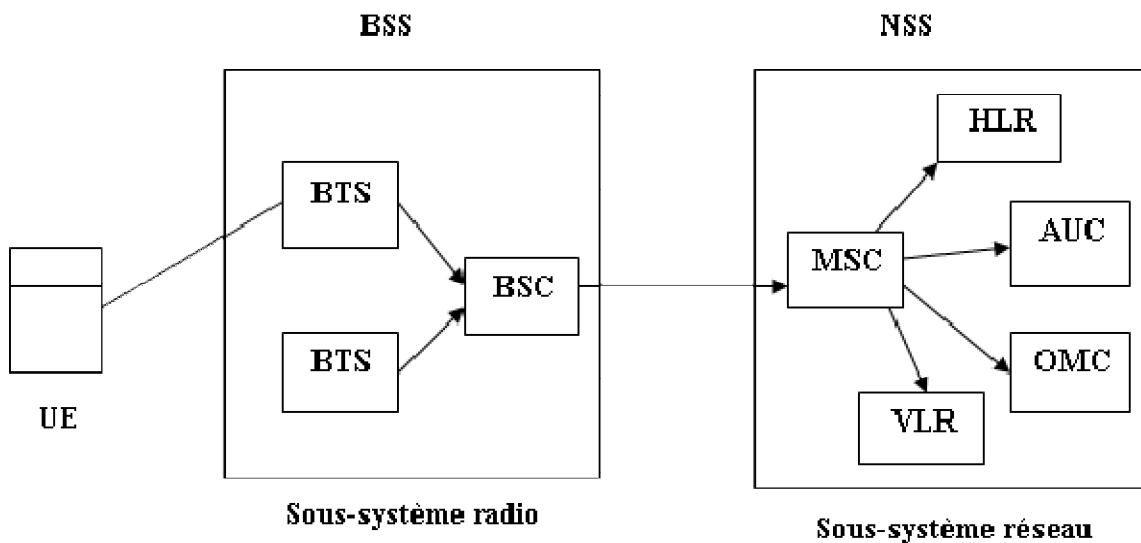 BSS
NSS
HLR
BTS
AUC
MSC
BSC
BTS
OMC
UE
VLR
Sous-système radio
Sous-système réseau